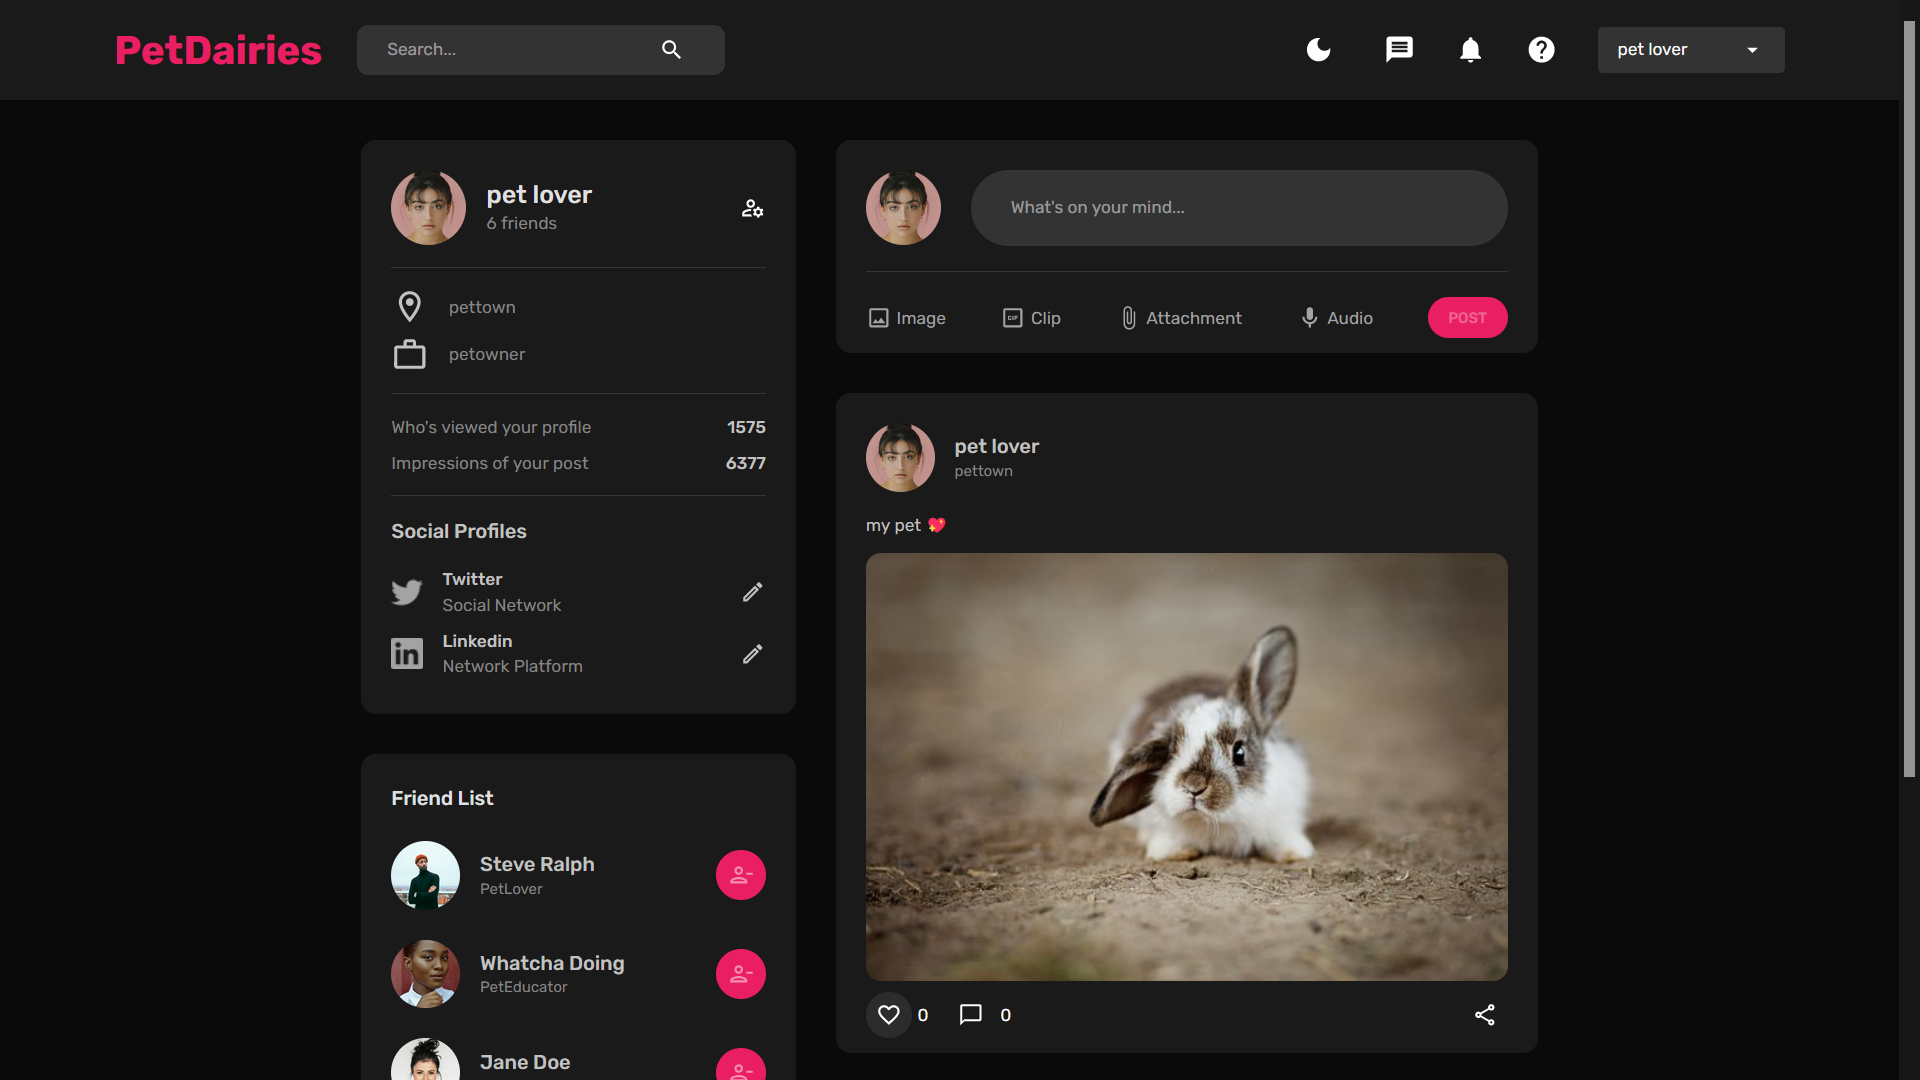 PetDairies
Search...
pet lover
pet lover
6 friends
pettown
petowner
Who's viewed your profile 1575
Impressions of your post 6377
Social Profiles
Twitter
Social Network
Linkedin
Network Platform
Friend List
Steve Ralph
PetLover
Whatcha Doing
PetEducator
Jane Doe
What's on your mind...
Image GIF Clip Attachment Audio POST
pet lover
pettown
my pet 💖
0 0